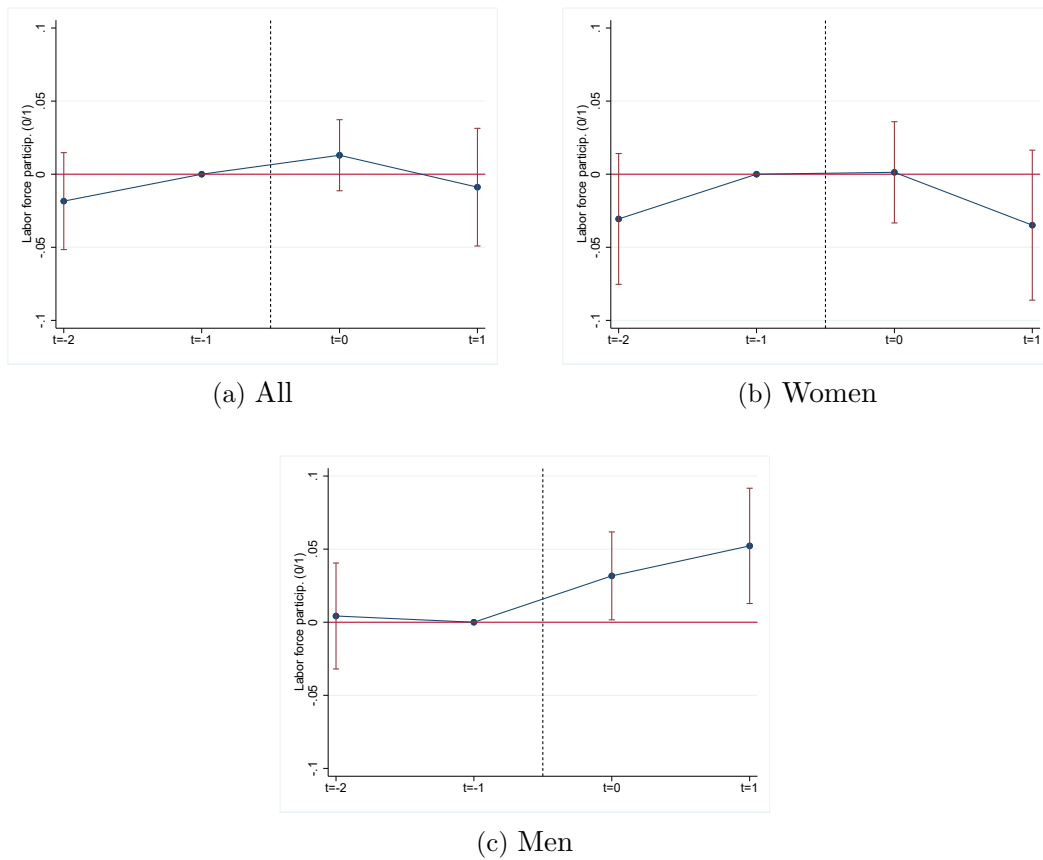 Labor force particip. (0/1)
.1
.05
0
-.05
-.1
t=-2
t=-1
t=0
t=1
(a) All
Labor force particip. (0/1)
.1
.05
0
-.05
-.1
t=-2
t=-1
t=0
t=1
(b) Women
Labor force particip. (0/1)
.1
.05
0
-.05
-.1
t=-2
t=-1
t=0
t=1
(c) Men